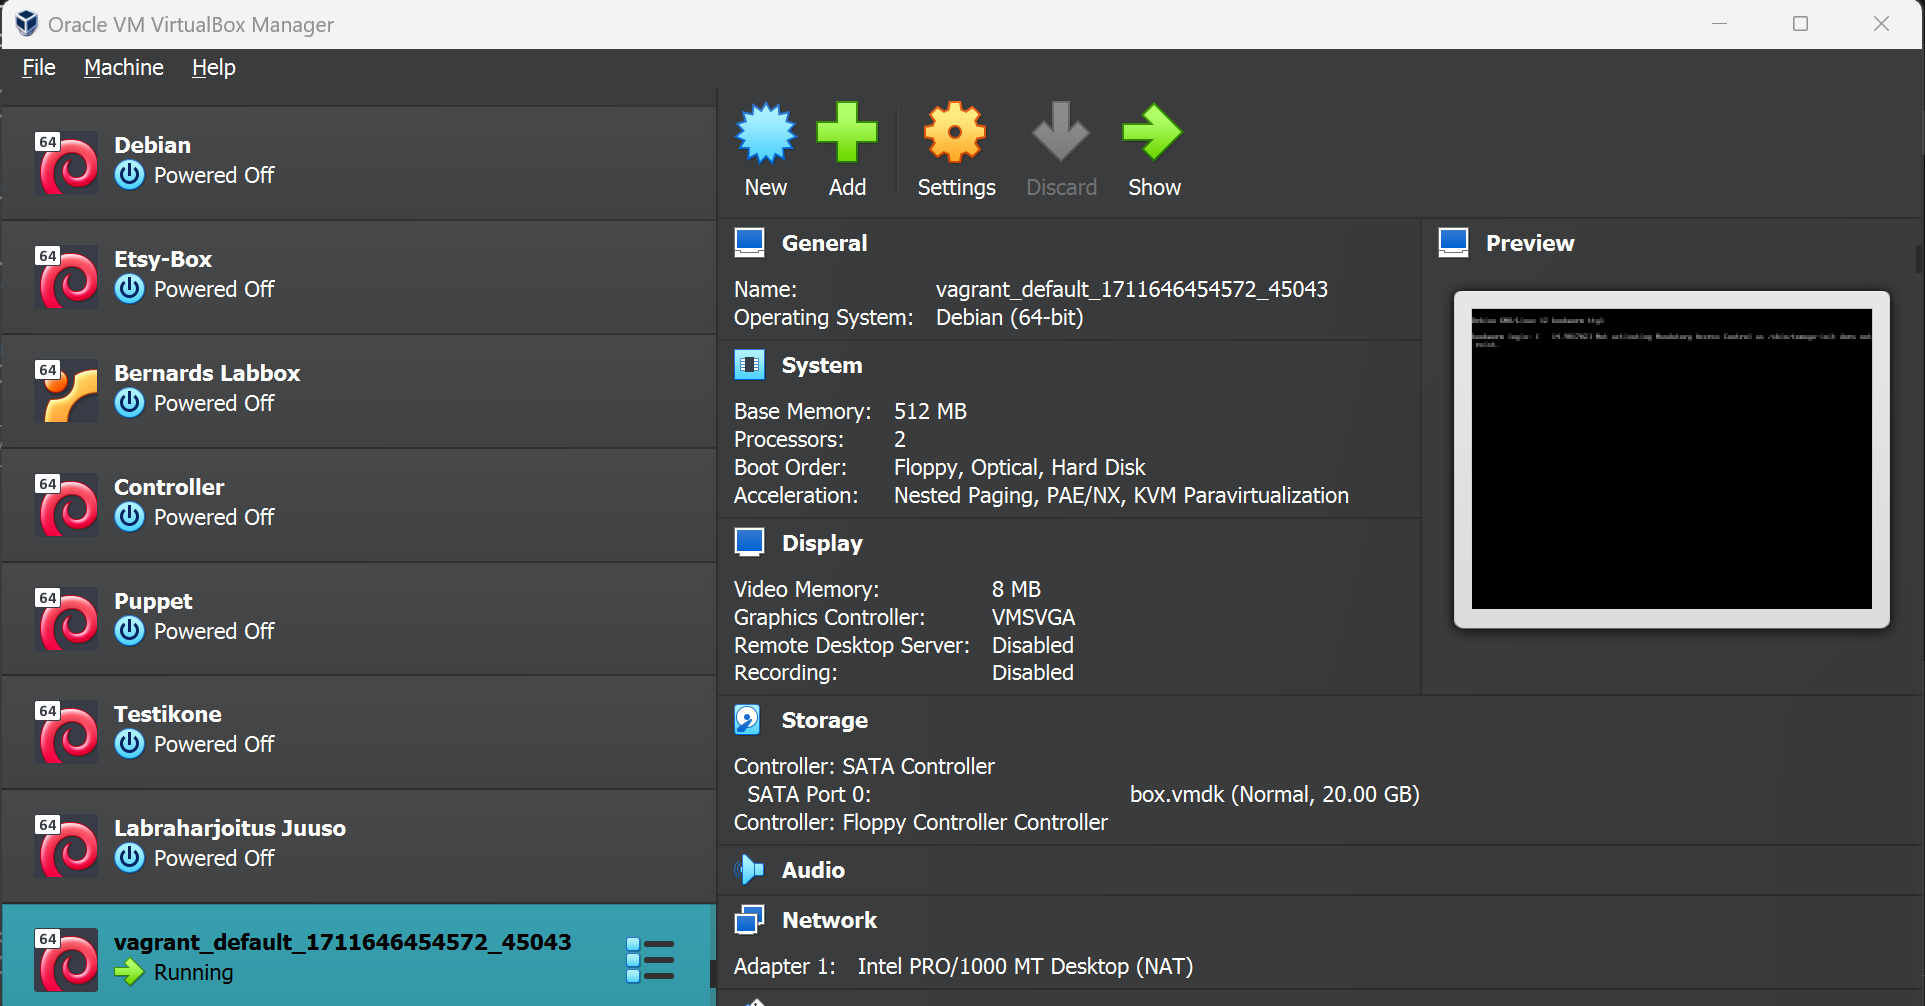 Oracle VM VirtualBox Manager
File Machine Help
64
Debian
Powered Off
64
Etsy-Box
Powered Off
64
Bernards Labbox
Powered Off
64
Controller
Powered Off
64
Puppet
Powered Off
64
Testikone
Powered Off
64
Labraharjoitus Juuso
Powered Off
64
vagrant_default_1711646454572_45043
Running
New Add Settings Discard Show
General
Name: vagrant_default_1711646454572_45043
Operating System: Debian (64-bit)
System
Base Memory: 512 MB
Processors: 2
Boot Order: Floppy, Optical, Hard Disk
Acceleration: Nested Paging, PAE/NX, KVM Paravirtualization
Display
Video Memory: 8 MB
Graphics Controller: VMSVGA
Remote Desktop Server: Disabled
Recording: Disabled
Storage
Controller: SATA Controller
SATA Port 0: box.vmdk (Normal, 20.00 GB)
Controller: Floppy Controller Controller
Audio
Network
Adapter 1: Intel PRO/1000 MT Desktop (NAT)
Preview